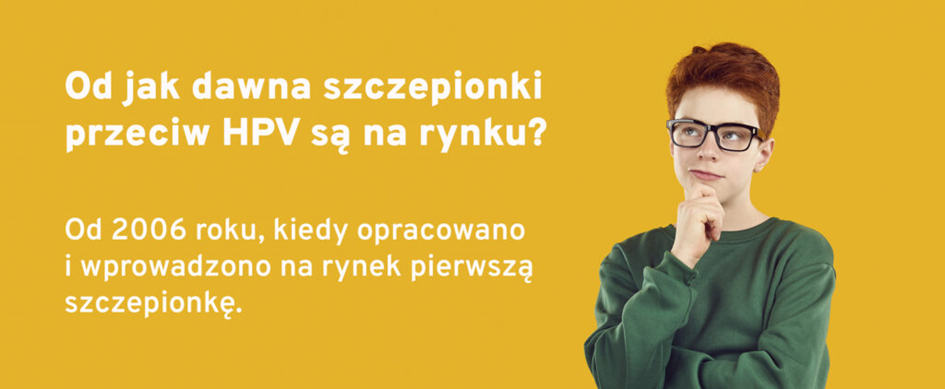 Od jak dawna szczepionki
przeciw HPV są na rynku?
Od 2006 roku, kiedy opracowano
i wprowadzono na rynek pierwszą
szczepionkę.